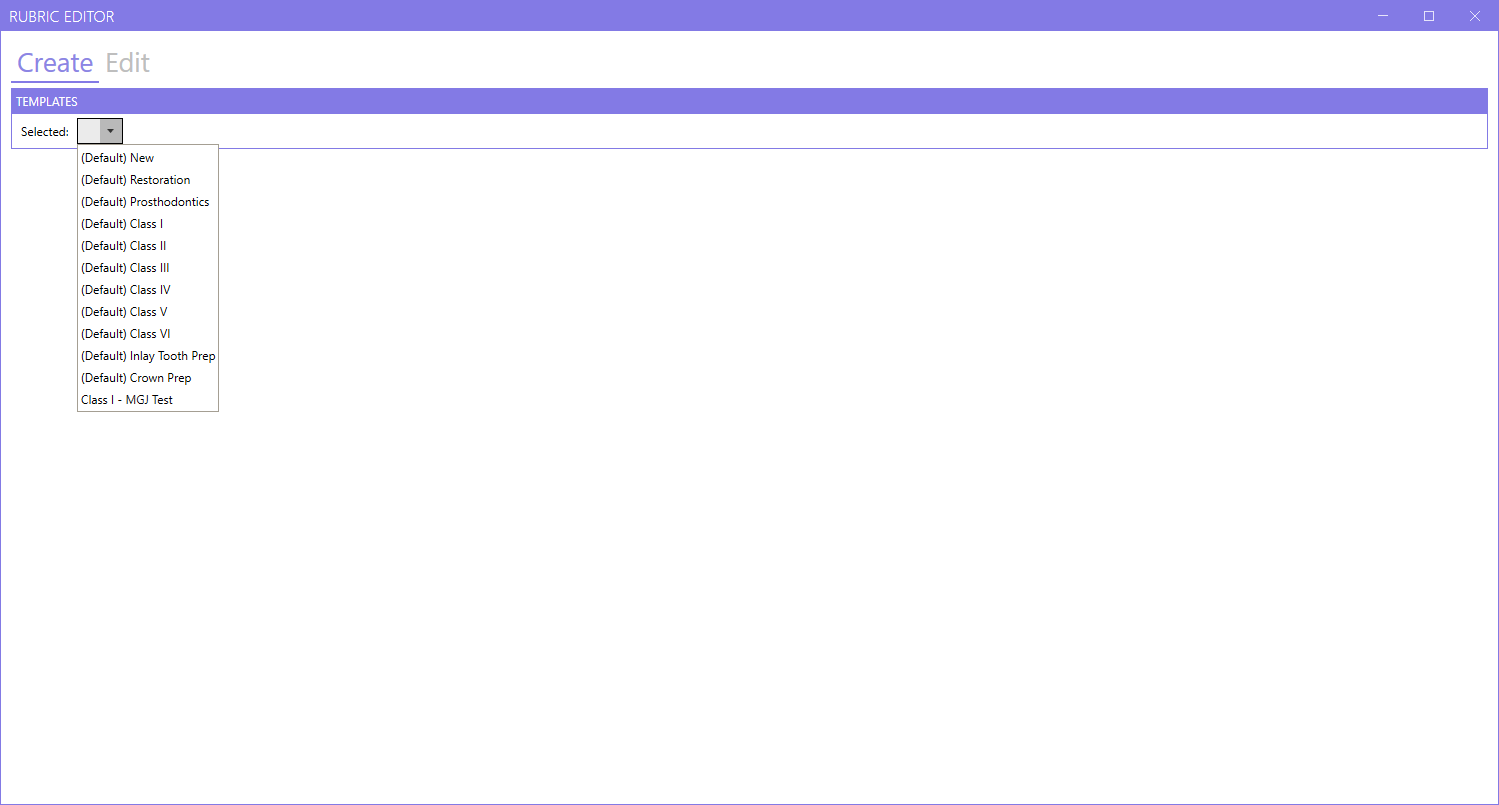 RUBRIC EDITOR
Create Edit
TEMPLATES
Selected:
(Default) New
(Default) Restoration
(Default) Prosthodontics
(Default) Class I
(Default) Class II
(Default) Class III
(Default) Class IV
(Default) Class V
(Default) Class VI
(Default) Inlay Tooth Prep
(Default) Crown Prep
Class I - MGJ Test